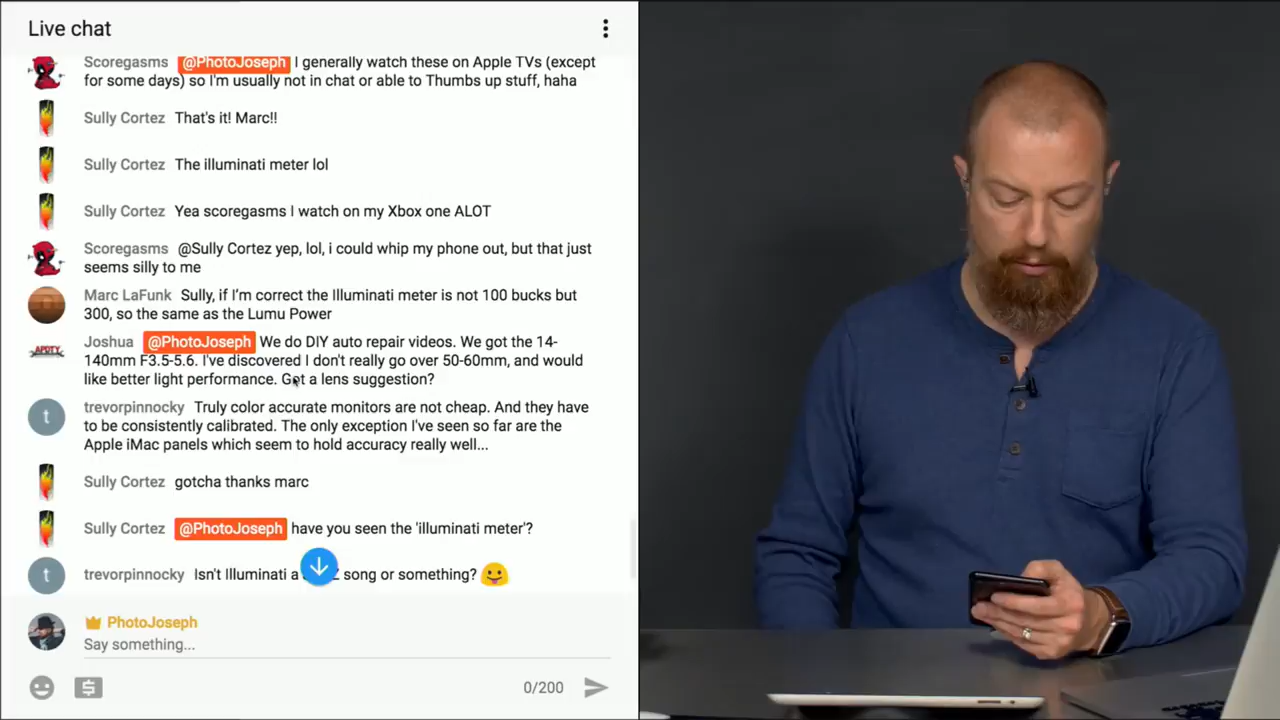 Live chat
Scoregasms @PhotoJoseph I generally watch these on Apple TVs (except
for some days) so I'm usually not in chat or able to Thumbs up stuff, haha
Sully Cortez That's it! Marc!!
Sully Cortez The illuminati meter lol
Sully Cortez Yea scoregasms I watch on my Xbox one ALOT
Scoregasms @Sully Cortez yep, lol, i could whip my phone out, but that just
seems silly to me
Marc LaFunk Sully, if I'm correct the Illuminati meter is not 100 bucks but
300, so the same as the Lumu Power
Joshua @PhotoJoseph We do DIY auto repair videos. We got the 14-
140mm F3.5-5.6. I've discovered I don't really go over 50-60mm, and would
like better light performance. Got a lens suggestion?
t
trevorpinnocky Truly color accurate monitors are not cheap. And they have
to be consistently calibrated. The only exception I've seen so far are the
Apple iMac panels which seem to hold accuracy really well...
Sully Cortez gotcha thanks marc
Sully Cortez @PhotoJoseph have you seen the 'illuminati meter'?
t
trevorpinnocky Isn't Illuminati a song or something?
PhotoJoseph
Say something...
0/200